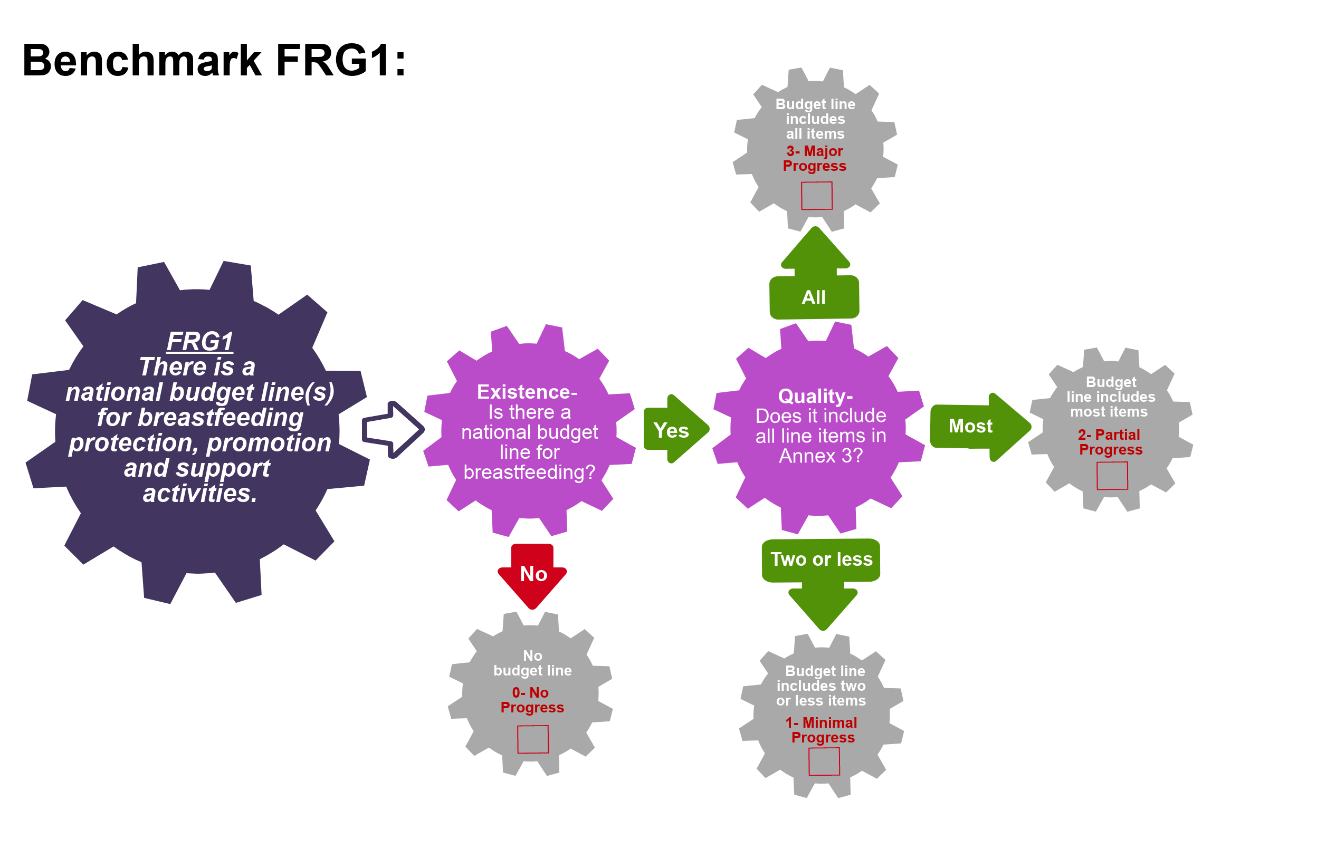 Benchmark FRG1:
FRG1
There is a
national budget line(s)
for breastfeeding
protection, promotion
and support
activities.
Existence-
Is there a
national budget
line for
breastfeeding?
No
No
budget line
0- No
Progress
Yes
Quality-
Does it include
all line items in
Annex 3?
All
Budget line
includes
all items
3- Major
Progress
Most
Budget
line includes
most items
2- Partial
Progress
Two or less
Budget line
includes two
or less items
1- Minimal
Progress